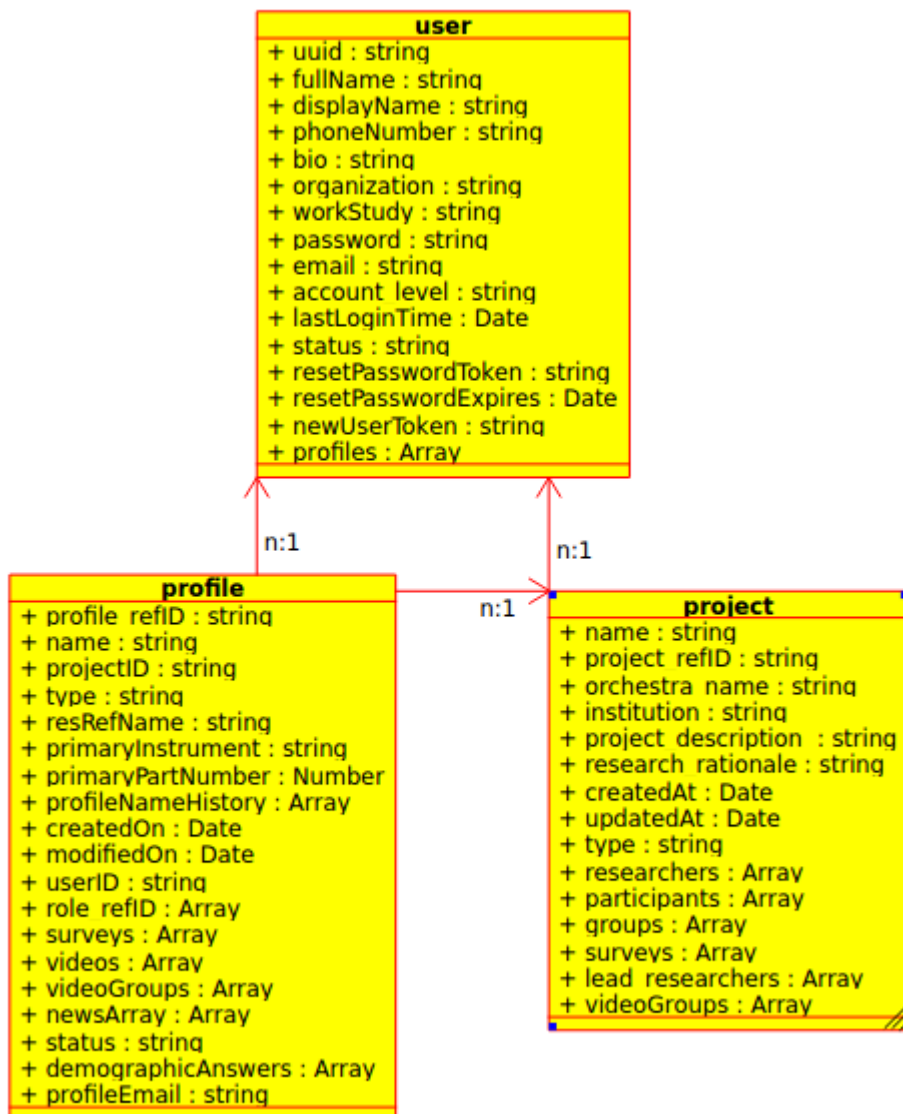 user
+ uuid : string
+ fullName : string
+ displayName : string
+ phoneNumber : string
+ bio : string
+ organization : string
+ workStudy : string
+ password : string
+ email : string
+ account_level : string
+ lastLoginTime : Date
+ status : string
+ resetPasswordToken : string
+ resetPasswordExpires : Date
+ newUserToken : string
+ profiles : Array
n:1
n:1
n:1
profile
+ profile_refID : string
+ name : string
+ projectID : string
+ type : string
+ resRefName : string
+ primaryInstrument : string
+ primaryPartNumber : Number
+ profileNameHistory : Array
+ createdOn : Date
+ modifiedOn : Date
+ userID : string
+ role_refID : Array
+ surveys : Array
+ videos : Array
+ videoGroups : Array
+ newsArray : Array
+ status : string
+ demographicAnswers : Array
+ profileEmail : string
project
+ name : string
+ project_refID : string
+ orchestra_name : string
+ institution : string
+ project_description : string
+ research_rationale : string
+ createdAt : Date
+ updatedAt : Date
+ type : string
+ researchers : Array
+ participants : Array
+ groups : Array
+ surveys : Array
+ lead_researchers : Array
+ videoGroups : Array